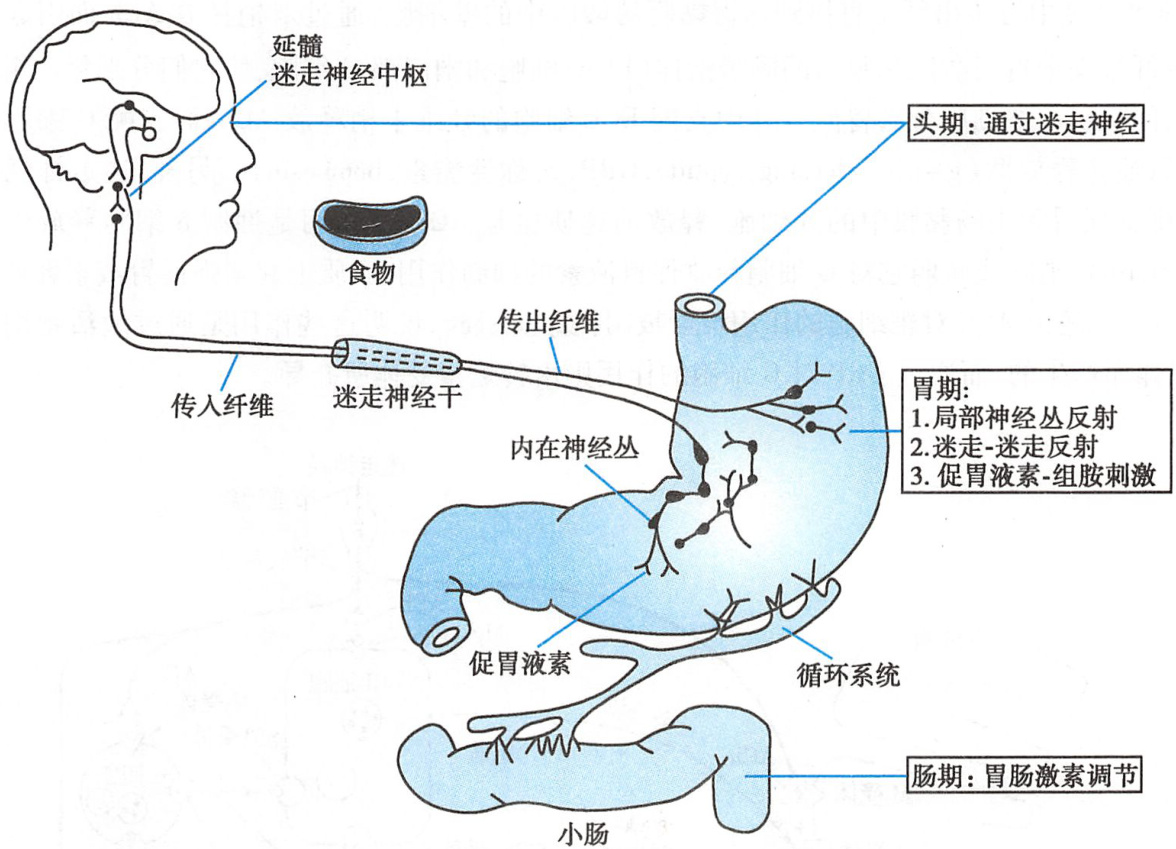 延髓
迷走神经中枢
头期：通过迷走神经
食物
传出纤维
传入纤维
迷走神经干
胃期：
1.局部神经丛反射
2.迷走-迷走反射
3. 促胃液素-组胺刺激
内在神经丛
促胃液素
循环系统
肠期：胃肠激素调节
小肠